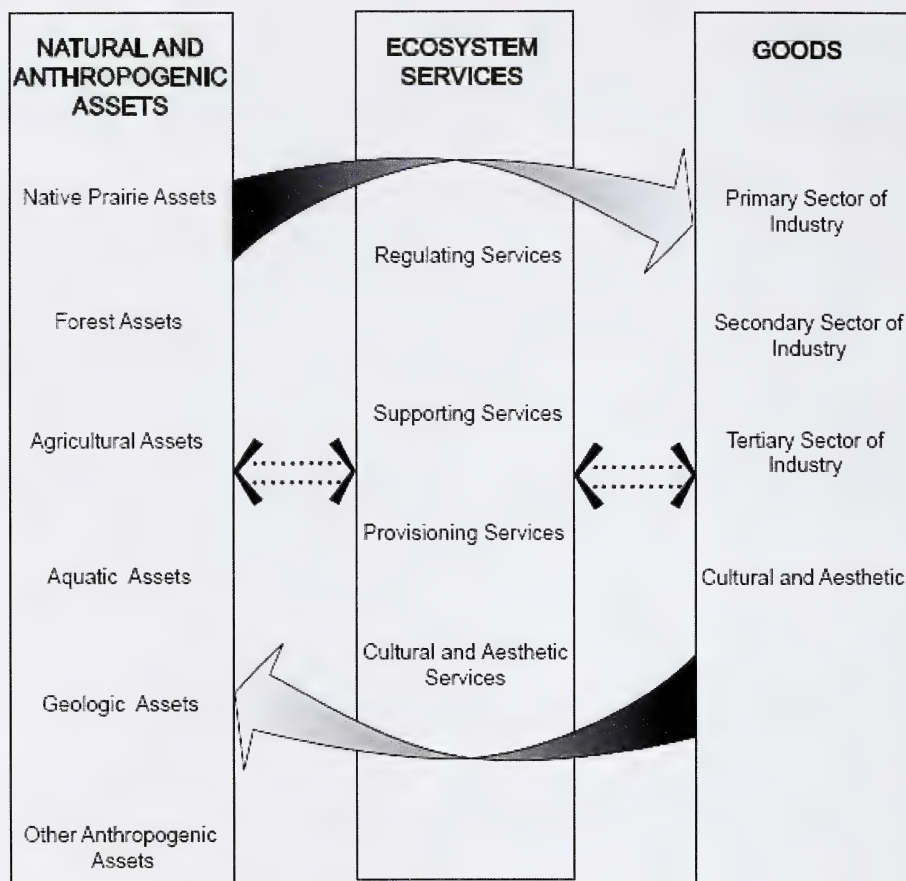 NATURAL AND
ANTHROPOGENIC
ASSETS
Native Prairie Assets
Forest Assets
Agricultural Assets
Aquatic Assets
Geologic Assets
Other Anthropogenic
Assets
ECOSYSTEM
SERVICES
Regulating Services
Supporting Services
Provisioning Services
Cultural and Aesthetic
Services
GOODS
Primary Sector of
Industry
Secondary Sector of
Industry
Tertiary Sector of
Industry
Cultural and Aesthetic